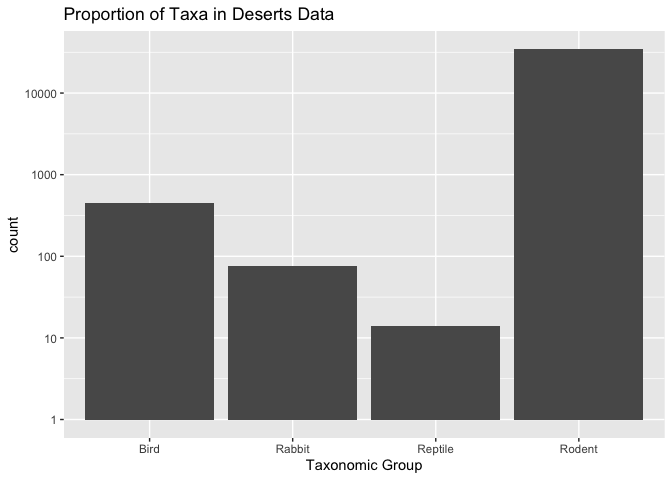 Proportion of Taxa in Deserts Data
count
10000
1000
100
10
1
Bird Rabbit Reptile Rodent
Taxonomic Group